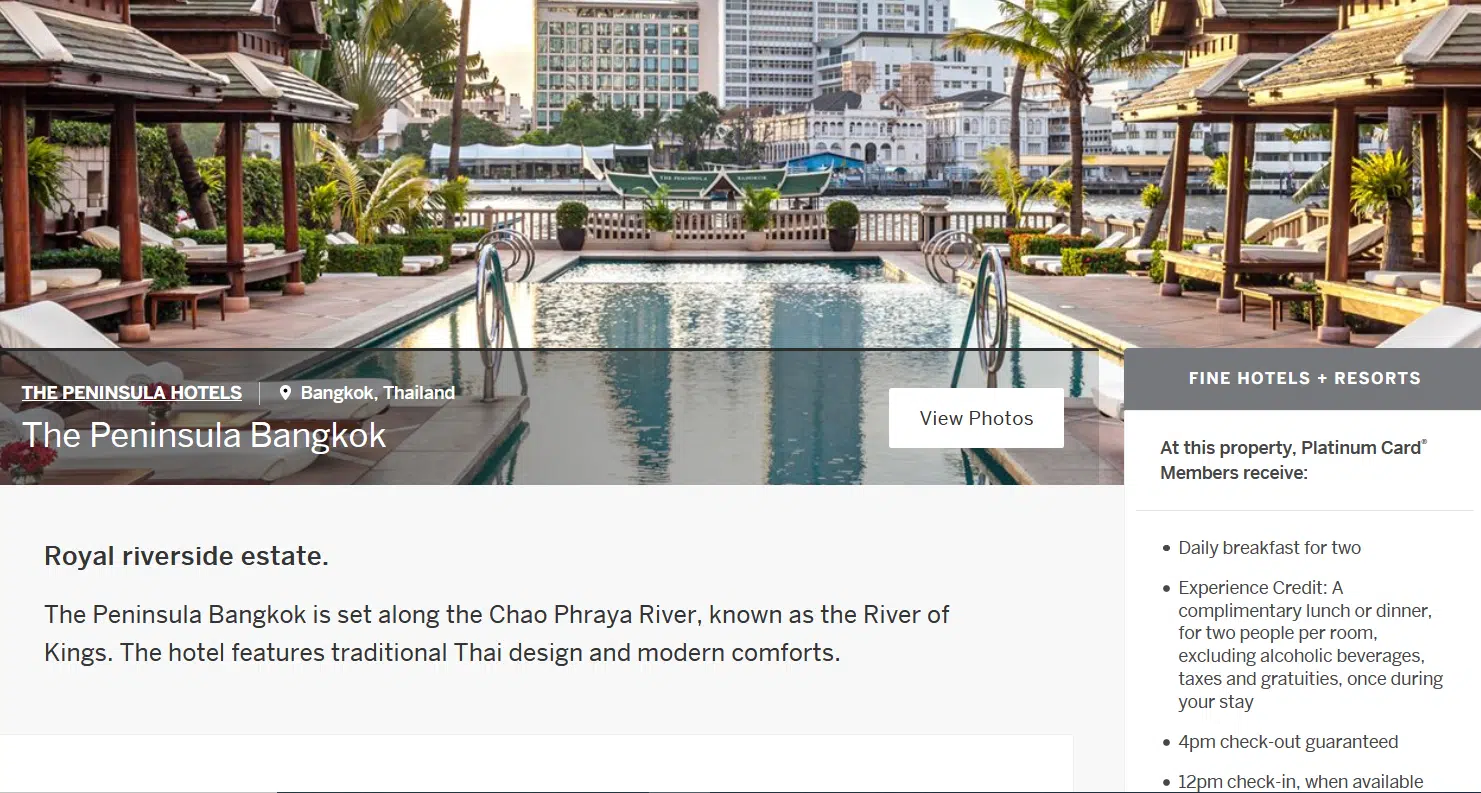 THE PENINSULA BANGKOK
THE PENINSULA HOTELS
Bangkok, Thailand
The Peninsula Bangkok
View Photos
Royal riverside estate.
The Peninsula Bangkok is set along the Chao Phraya River, known as the River of
Kings. The hotel features traditional Thai design and modern comforts.
FINE HOTELS + RESORTS
At this property, Platinum Card®
Members receive:
• Daily breakfast for two
• Experience Credit: A
complimentary lunch or dinner,
for two people per room,
excluding alcoholic beverages,
taxes and gratuities, once during
your stay
• 4pm check-out guaranteed
• 12pm check-in, when available